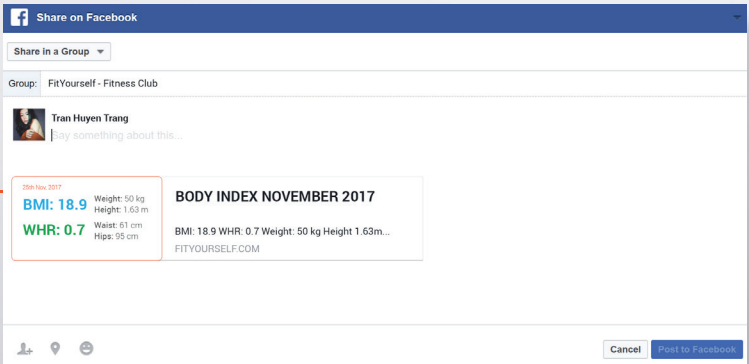 Share on Facebook
Share in a Group
Group: FitYourself - Fitness Club
Tran Huyen Trang
Say something about this...
25th Nov. 2017
BMI: 18.9
Weight: 50 kg
Height: 1.63 m
WHR: 0.7
Waist: 61 cm
Hips: 95 cm
BODY INDEX NOVEMBER 2017
BMI: 18.9 WHR: 0.7 Weight: 50 kg Height 1.63m...
FITYOURSELF.COM
Cancel
Post to Facebook